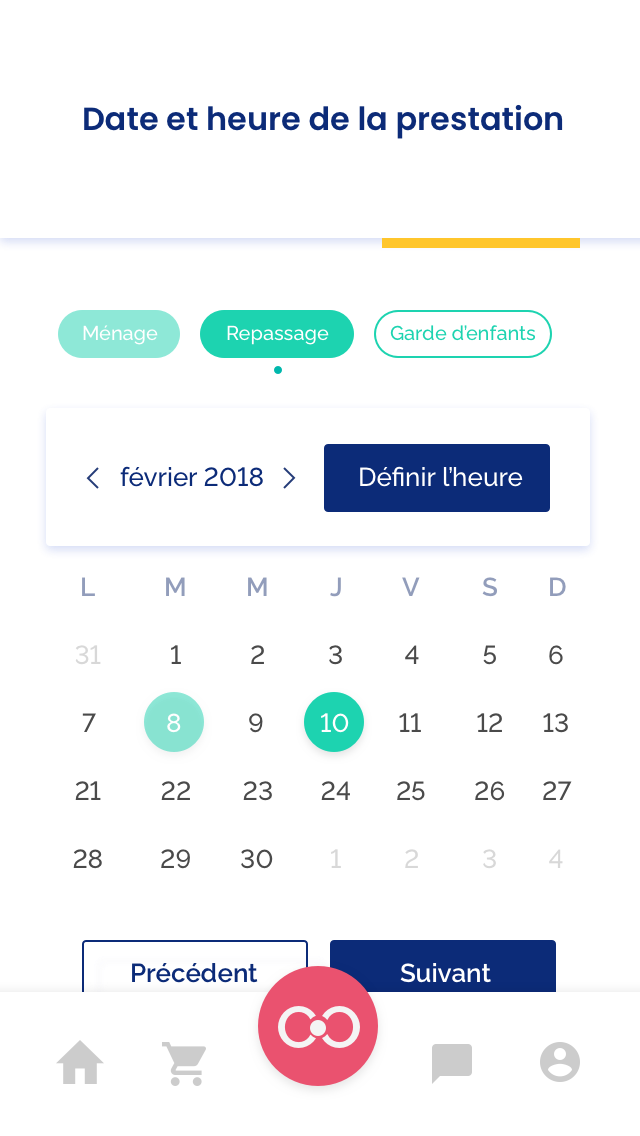 Date et heure de la prestation
Ménage Repassage Garde d’enfants
février 2018 Définir l’heure
L M M J V S D
31 1 2 3 4 5 6
7 8 9 10 11 12 13
21 22 23 24 25 26 27
28 29 30 1 2 3 4
Précédent Suivant